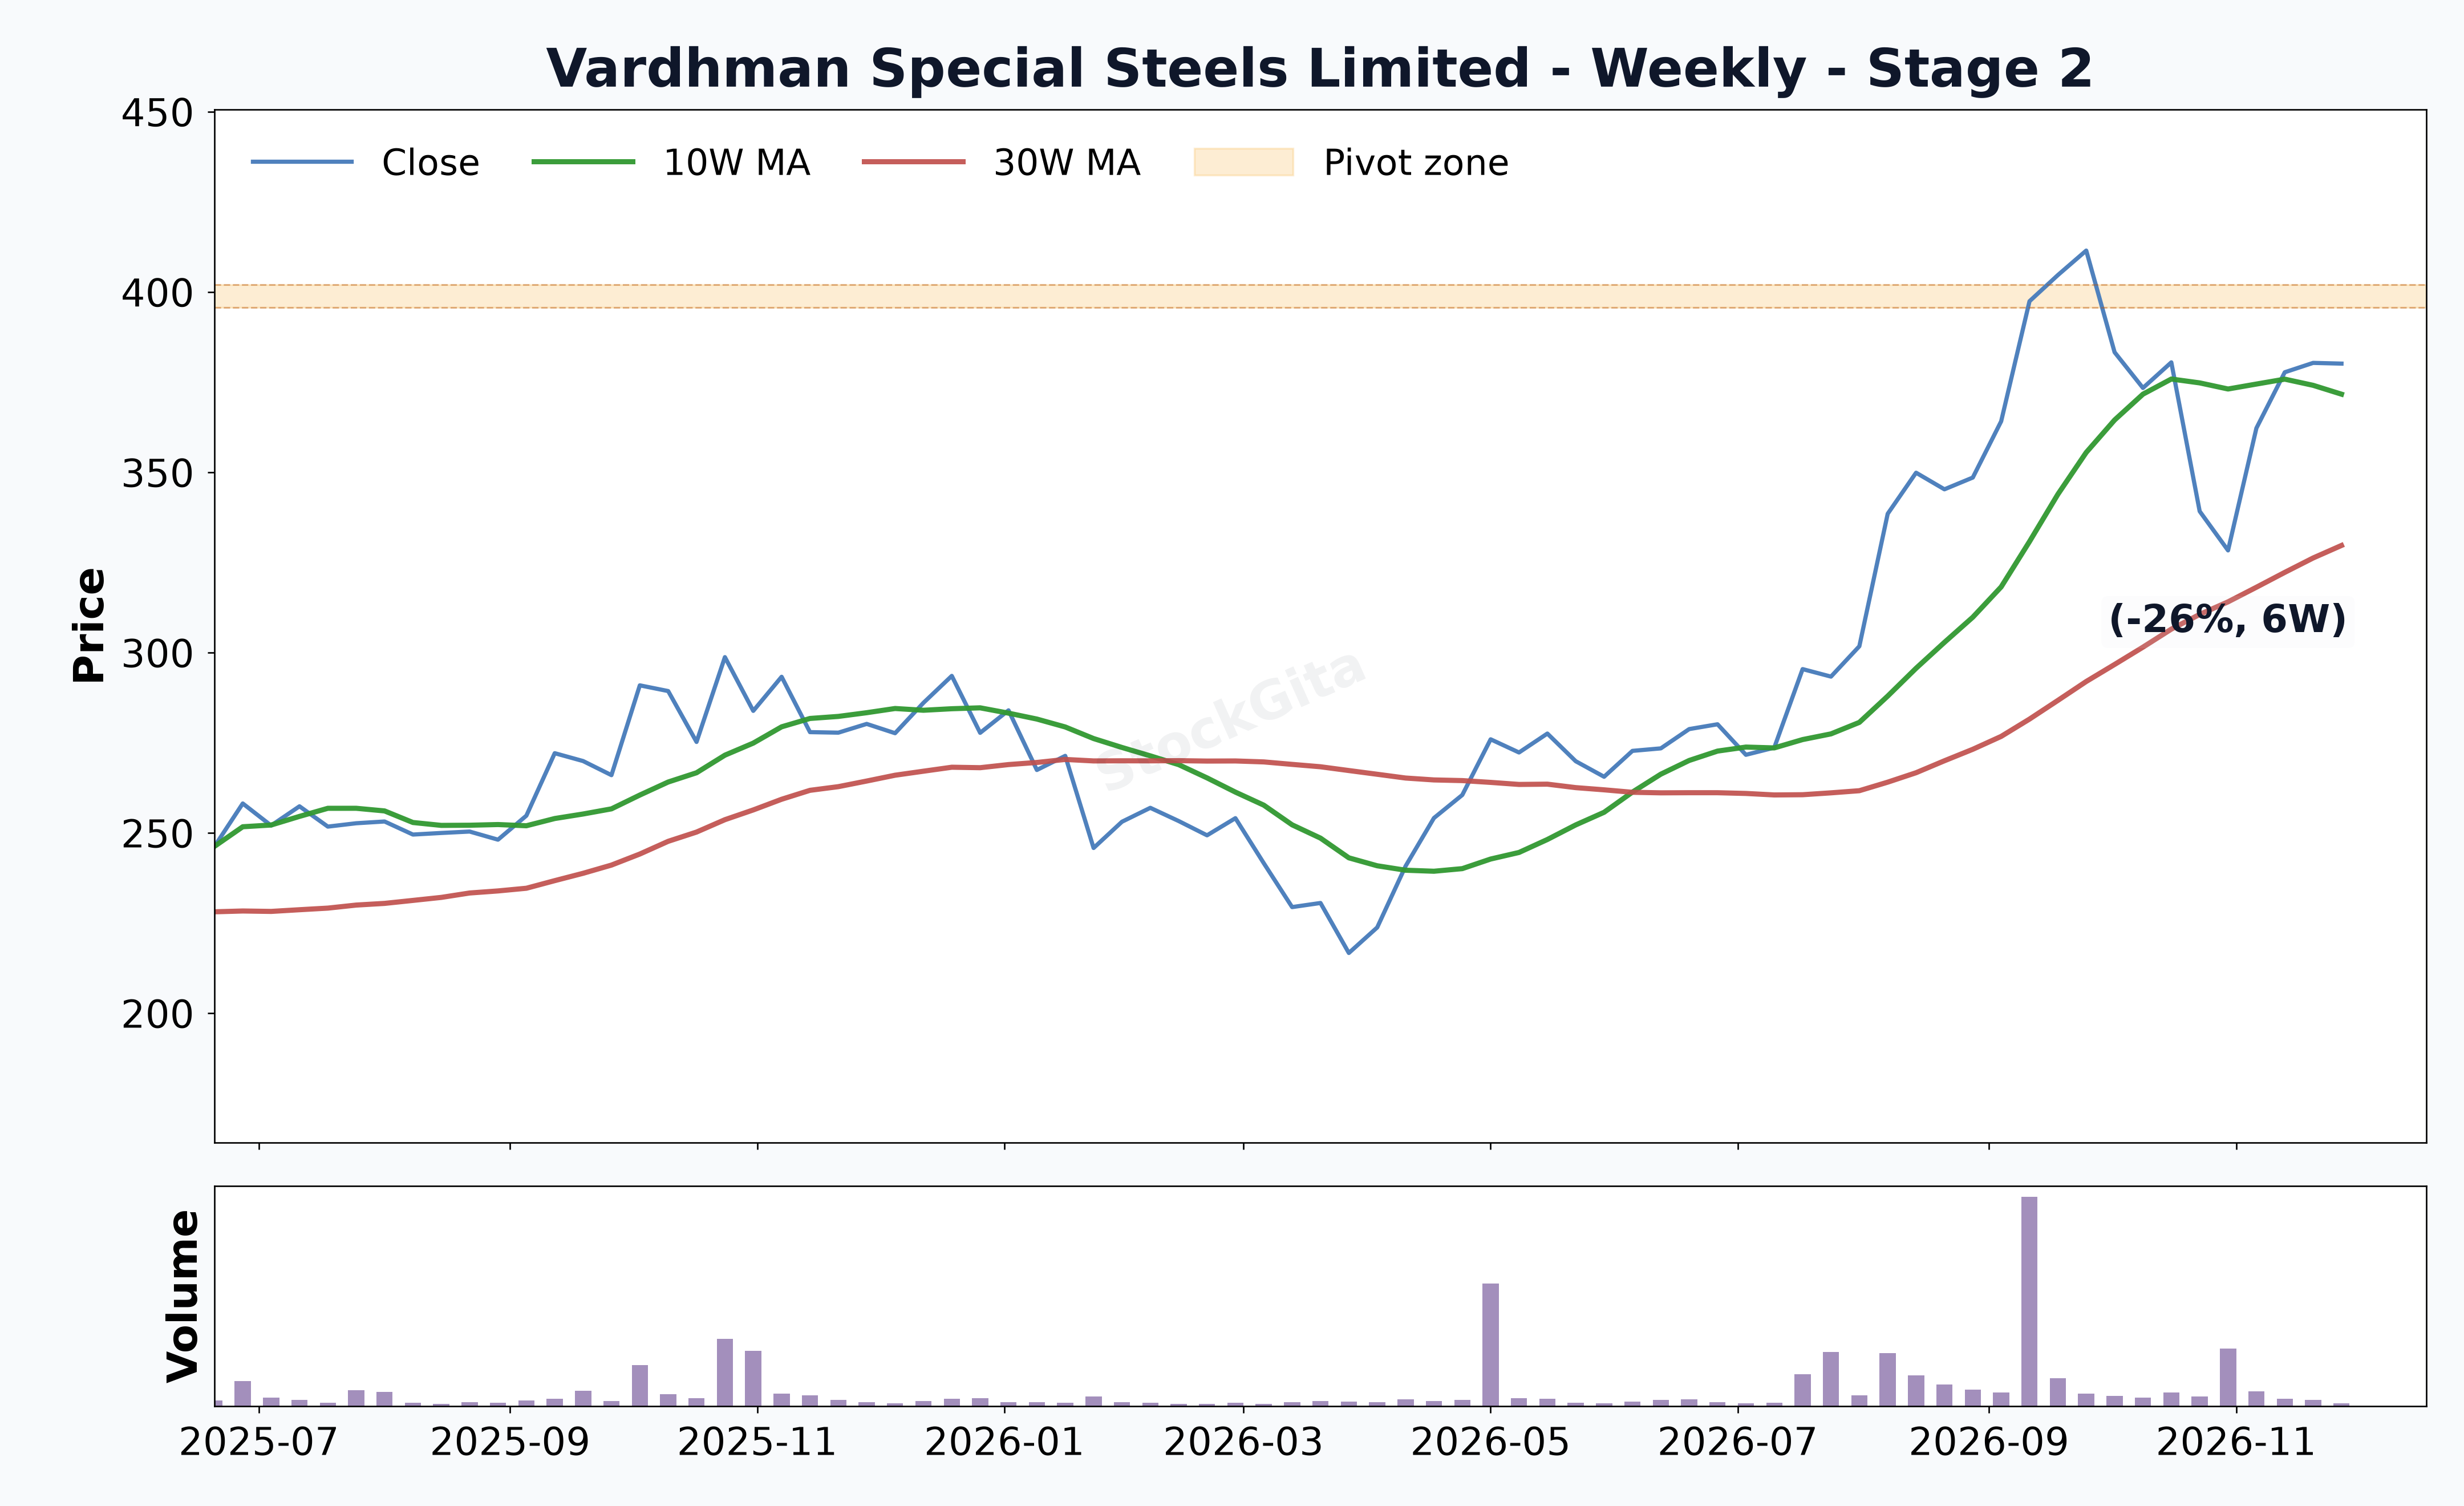 Vardhman Special Steels Limited - Weekly - Stage 2
Close 10W MA 30W MA Pivot zone
450
400
350
300
250
200
Price
(-26%, 6W)
StockGita
Volume
2025-07 2025-09 2025-11 2026-01 2026-03 2026-05 2026-07 2026-09 2026-11